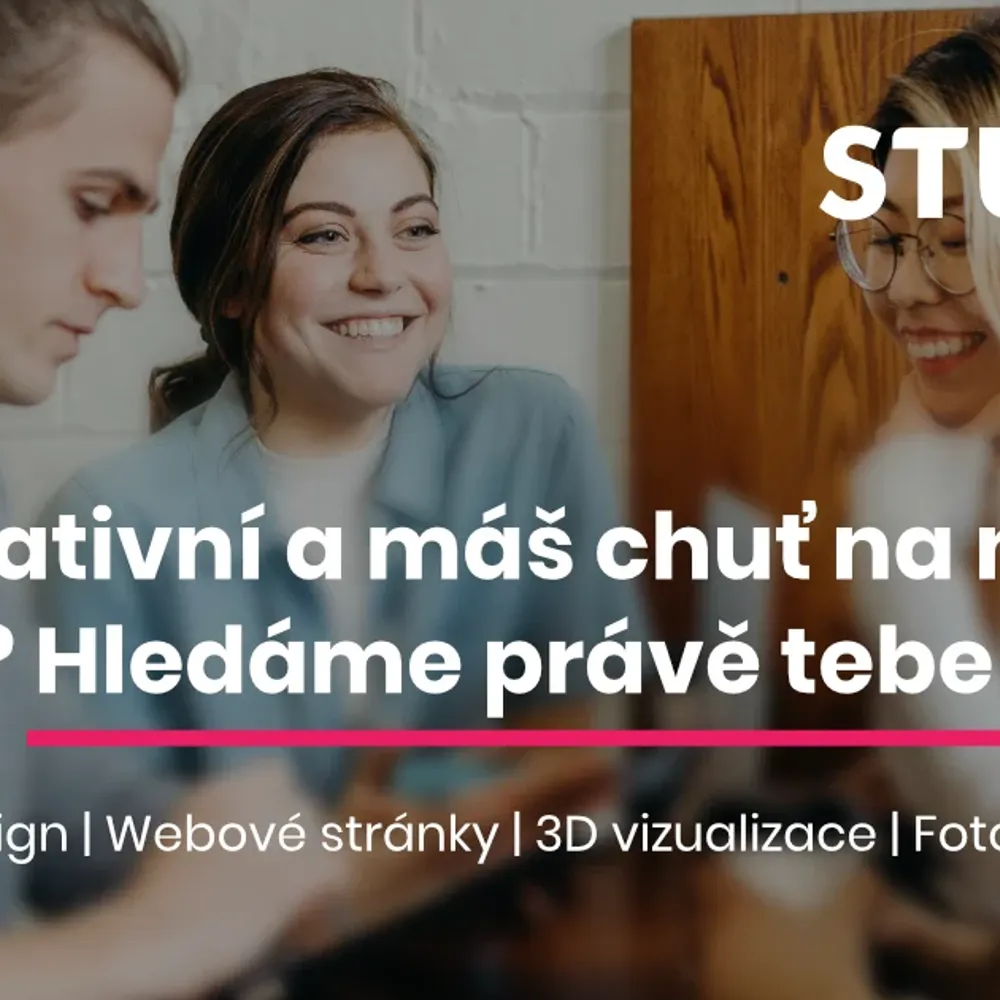 STU
ativní a máš chuť na
? Hledáme právě tebe
ign | Webové stránky | 3D vizualizace | Foto